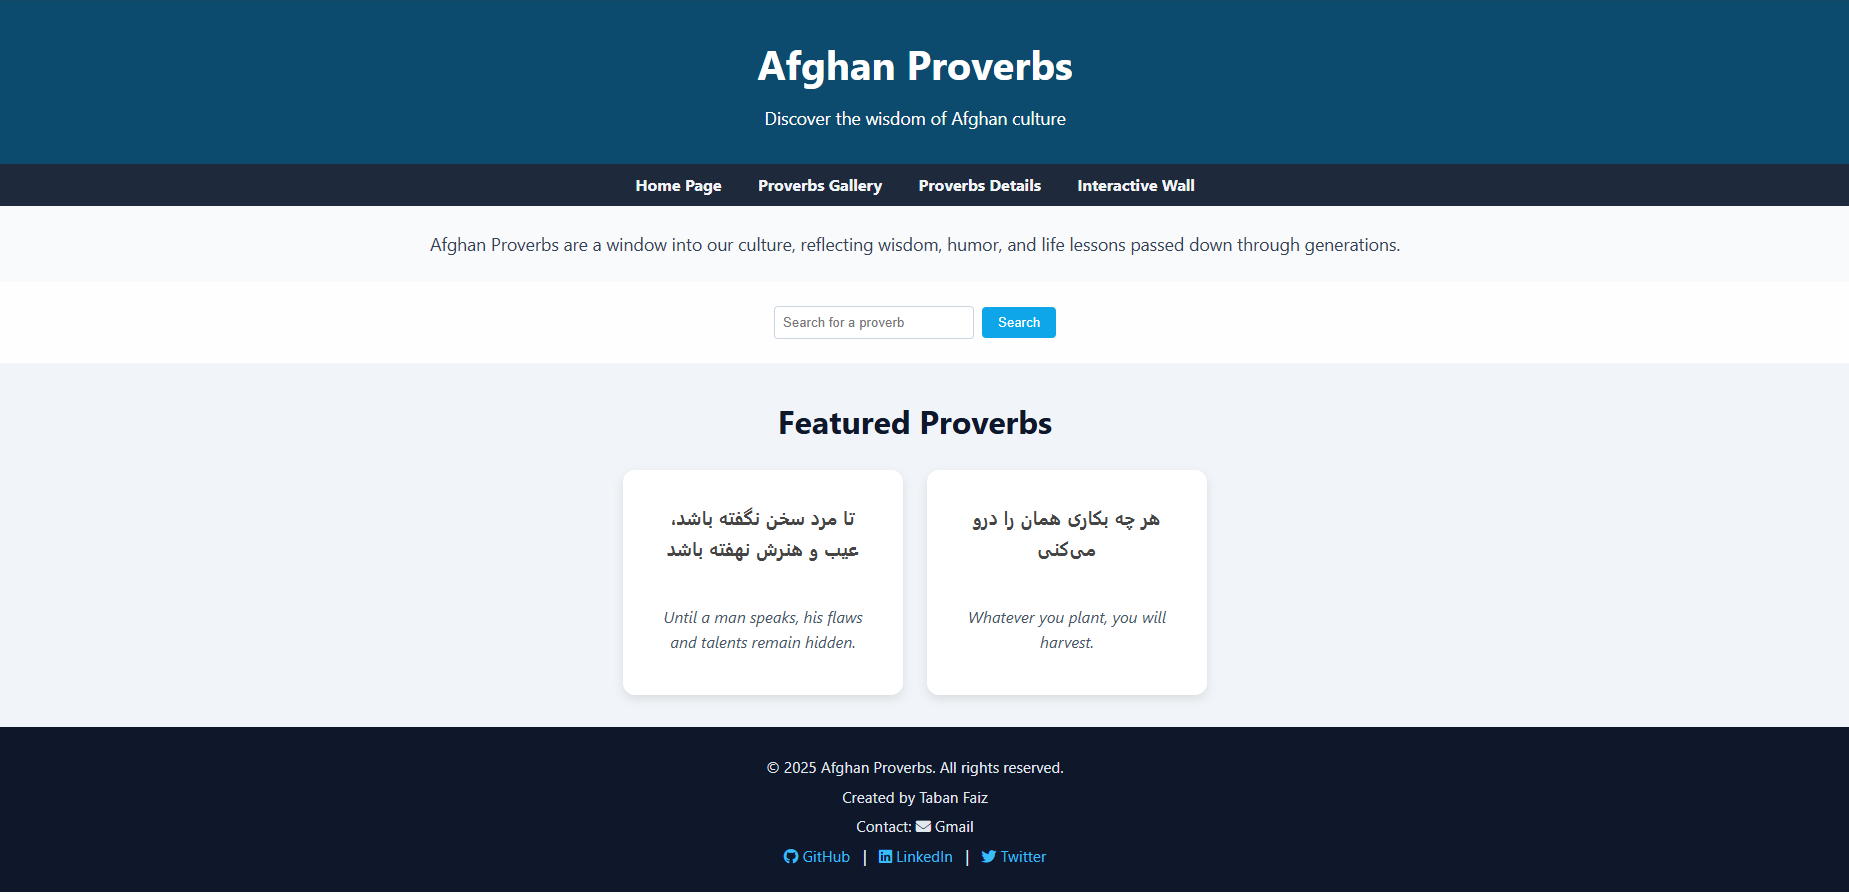 Afghan Proverbs
Discover the wisdom of Afghan culture
Home Page Proverbs Gallery Proverbs Details Interactive Wall
Afghan Proverbs are a window into our culture, reflecting wisdom, humor, and life lessons passed down through generations.
Search for a proverb Search
Featured Proverbs
تا مرد سخن نگفته باشد،
عیب و هنرش نهفته باشد
Until a man speaks, his flaws
and talents remain hidden.
هر چه بکاری همان را درو
می‌کنی
Whatever you plant, you will
harvest.
© 2025 Afghan Proverbs. All rights reserved.
Created by Taban Faiz
Contact: Gmail
GitHub | LinkedIn | Twitter